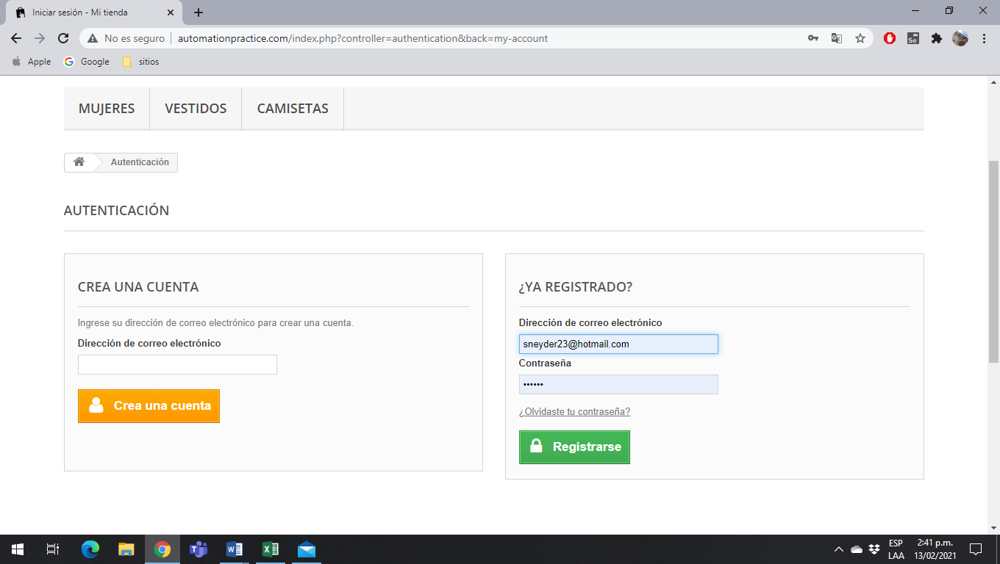 Iniciar sesión - Mi tienda
No es seguro automationpractice.com/index.php?controller=authentication&back=my-account
Se
Apple Google sitios
MUJERES VESTIDOS CAMISETAS
Autenticación
AUTENTICACIÓN
CREA UNA CUENTA
Ingrese su dirección de correo electrónico para crear una cuenta.
Dirección de correo electrónico
Crea una cuenta
¿YA REGISTRADO?
Dirección de correo electrónico
sneyder23@hotmail.com
Contraseña
••••••
¿Olvidaste tu contraseña?
Registrarse
ESP
LAA
2:41 p.m.
13/02/2021